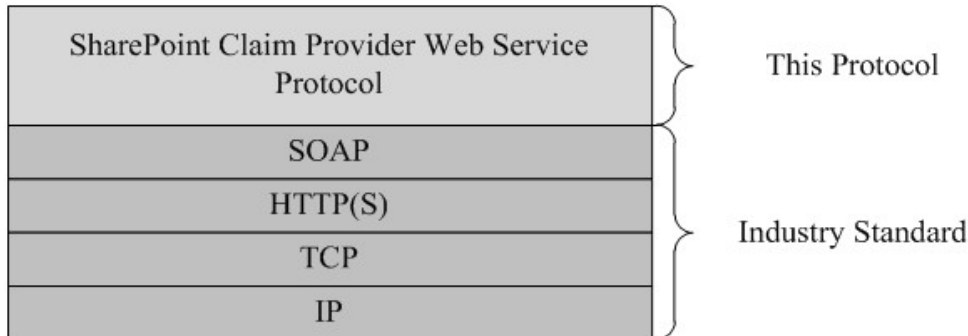 SharePoint Claim Provider Web Service
Protocol
This Protocol
SOAP
HTTP(S)
TCP
IP
Industry Standard